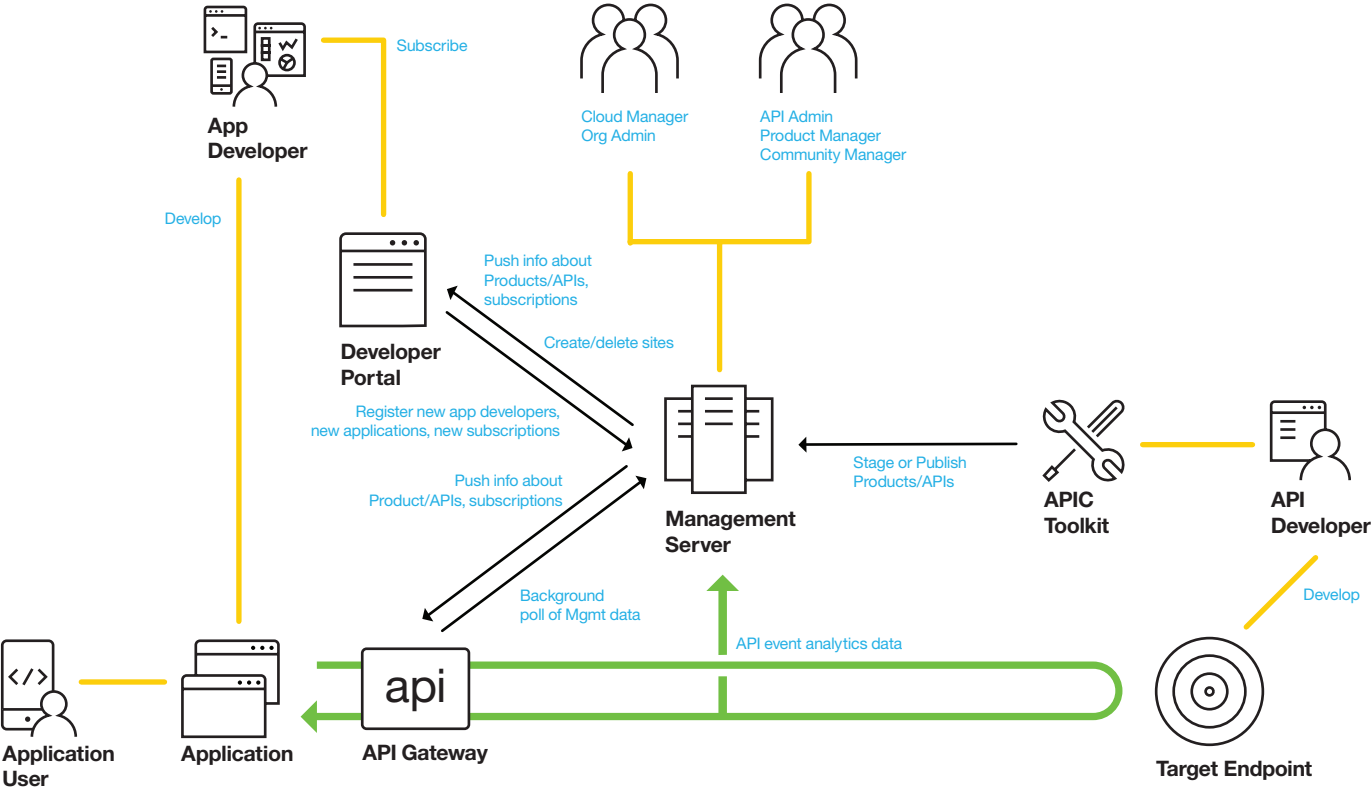 Subscribe
App
Developer
Cloud Manager
Org Admin
API Admin
Product Manager
Community Manager
Develop
Push info about
Products/APIs,
subscriptions
Create/delete sites
Developer
Portal
Register new app developers,
new applications, new subscriptions
Push info about
Product/APIs, subscriptions
Management
Server
Stage or Publish
Products/APIs
APIC
Toolkit
API
Developer
Background
poll of Mgmt data
Develop
API event analytics data
</>
api
Application
User
Application
API Gateway
Target Endpoint